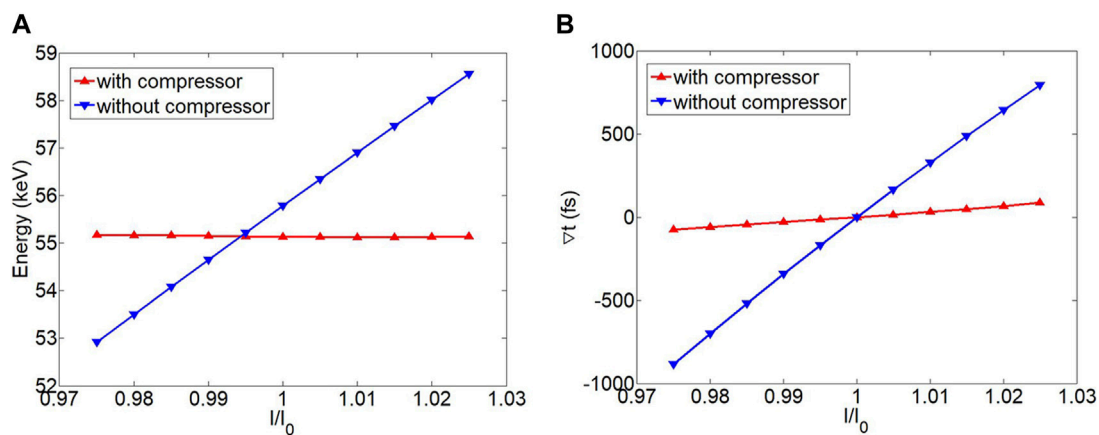 A
59
58
57
56
55
54
53
52
Energy (keV)
with compressor
without compressor
0.97 0.98 0.99 1 1.01 1.02 1.03
I/I0
B
1000
500
0
-500
-1000
∇t (fs)
with compressor
without compressor
0.97 0.98 0.99 1 1.01 1.02 1.03
I/I0